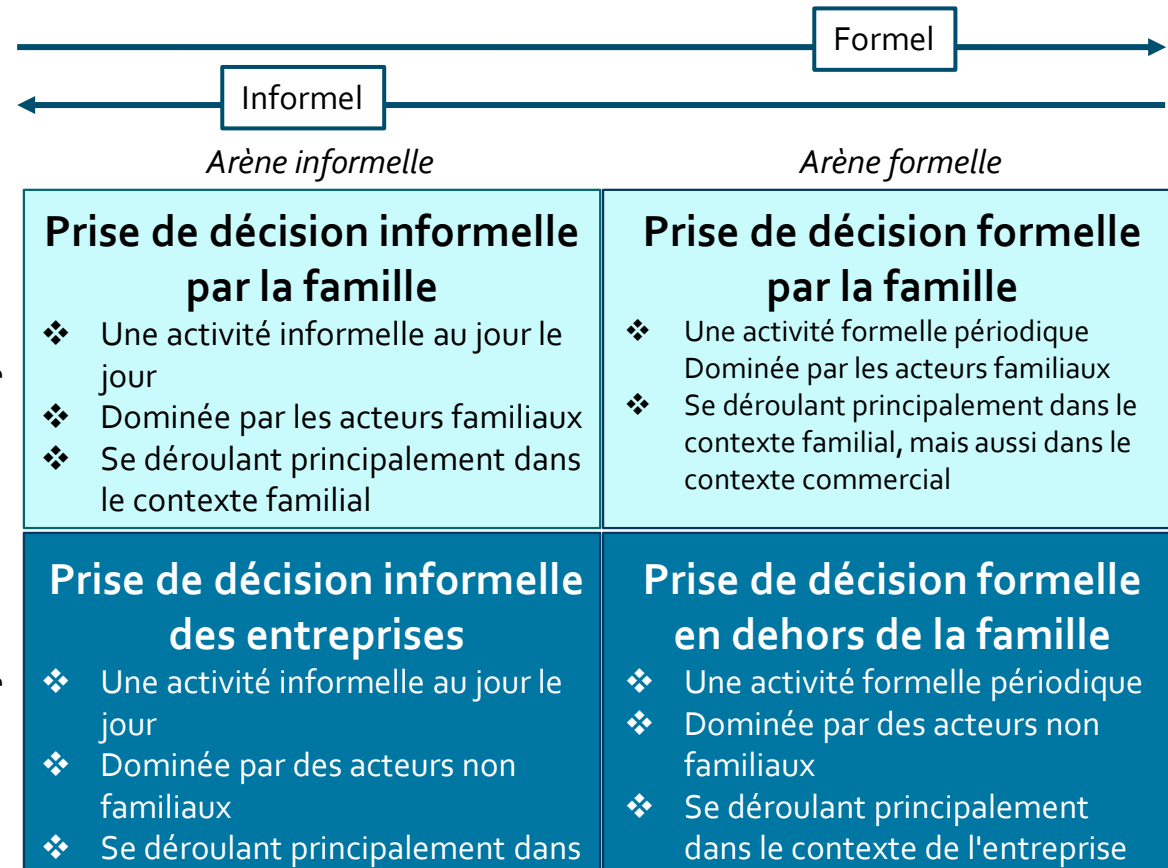 Formel
Informel
Arène informelle
Arène formelle
Prise de décision informelle
par la famille
❖ Une activité informelle au jour le
jour
❖ Dominée par les acteurs familiaux
❖ Se déroulant principalement dans
le contexte familial
Prise de décision formelle
par la famille
❖ Une activité formelle périodique
Dominée par les acteurs familiaux
❖ Se déroulant principalement dans le
contexte familial, mais aussi dans le
contexte commercial
Prise de décision informelle
des entreprises
❖ Une activité informelle au jour le
jour
❖ Dominée par des acteurs non
familiaux
❖ Se déroulant principalement dans
Prise de décision formelle
en dehors de la famille
❖ Une activité formelle périodique
❖ Dominée par des acteurs non
familiaux
❖ Se déroulant principalement
dans le contexte de l'entreprise